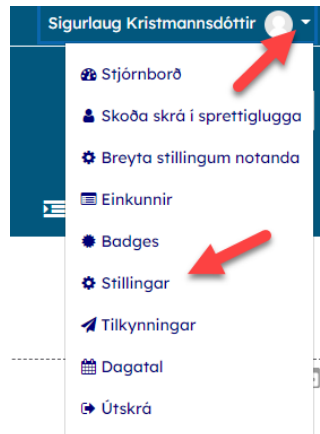 Sigurlaug Kristmannsdóttir
Stjórnborð
Skoða skrá í sprettiglugga
Breyta stillingum notanda
Einkunnir
Badges
Stillingar
Tilkynningar
Dagatal
Útskrá